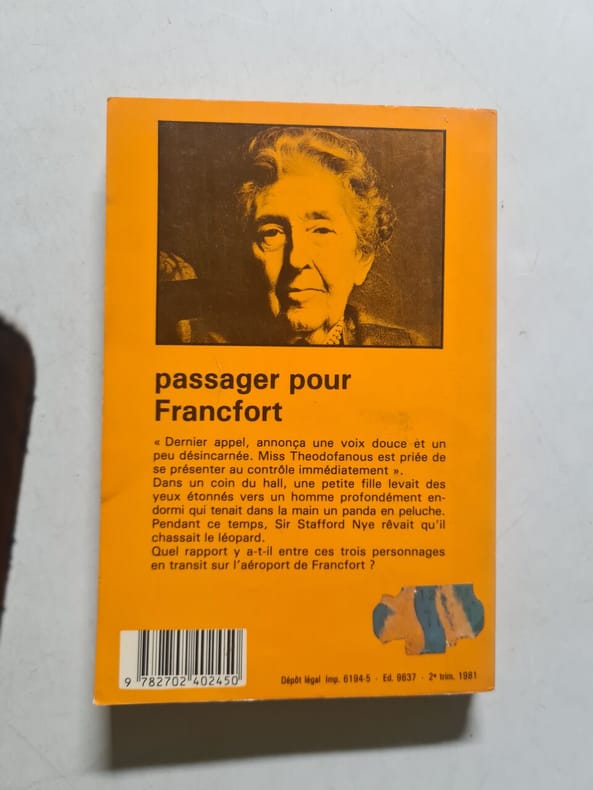 passager pour
Francfort
« Dernier appel, annonça une voix douce et un
peu désincarnée. Miss Theodofanous est priée de
se présenter au contrôle immédiatement ».
Dans un coin du hall, une petite fille levait des
yeux étonnés vers un homme profondément en-
dormi qui tenait dans la main un panda en peluche.
Pendant ce temps, Sir Stafford Nye rêvait qu'il
chassait le léopard.
Quel rapport y a-t-il entre ces trois personnages
en transit sur l'aéroport de Francfort ?
9 782702 402450
Dépôt légal Imp. 6194-5 - Ed. 9637 - 2e trim. 1981